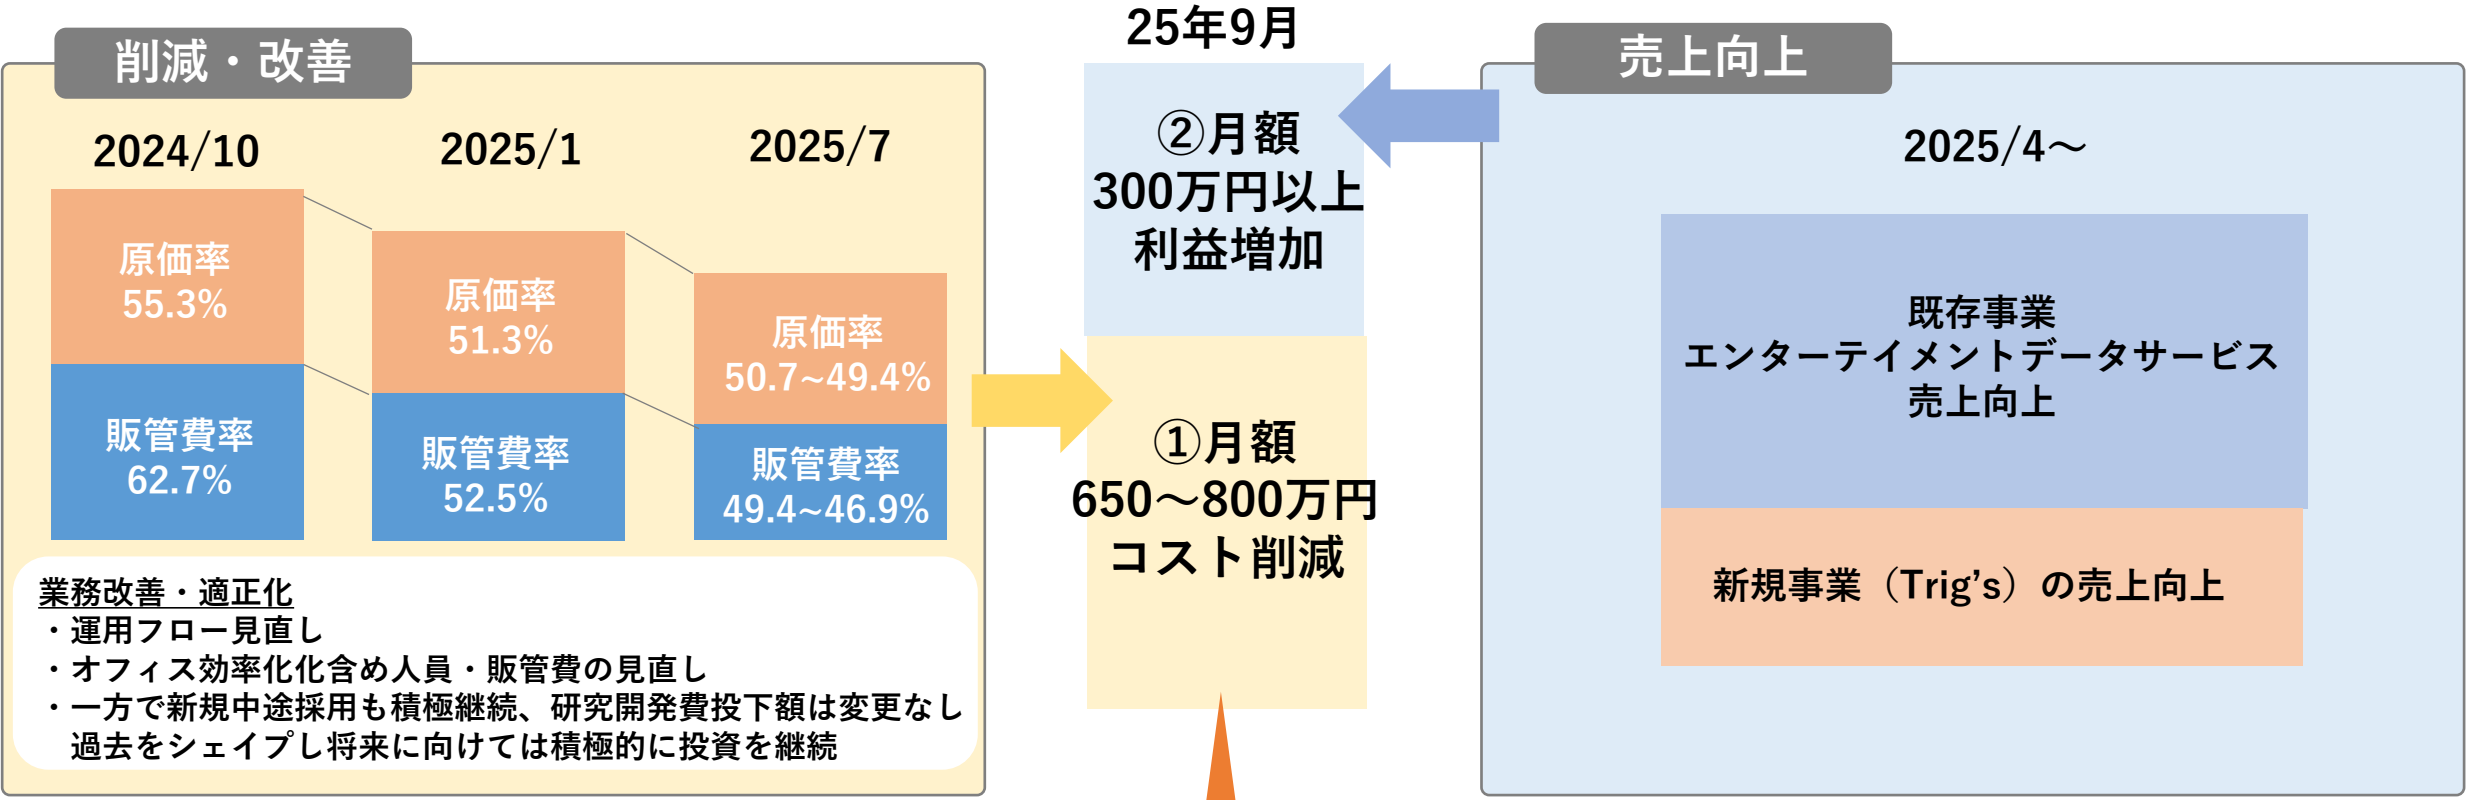 削減・改善
2024/10
2025/1
2025/7
原価率
55.3%
販管費率
62.7%
原価率
51.3%
販管費率
52.5%
原価率
50.7~49.4%
販管費率
49.4~46.9%
業務改善・適正化
・運用フロー見直し
・オフィス効率化化含め人員・販管費の見直し
・一方で新規中途採用も積極継続、研究開発費投下額は変更なし
過去をシェイプし将来に向けては積極的に投資を継続
25年9月
②月額
300万円以上
利益増加
①月額
650～800万円
コスト削減
売上向上
2025/4～
既存事業
エンターテイメントデータサービス
売上向上
新規事業（Trig’s）の売上向上